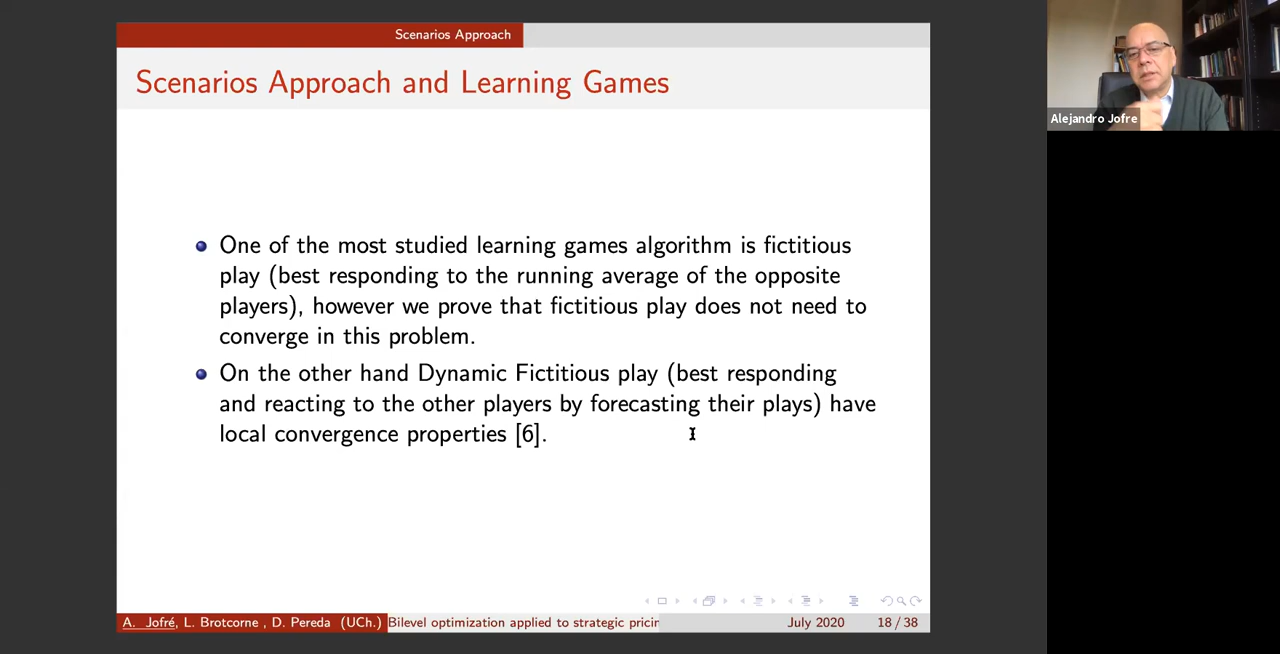 Scenarios Approach
Scenarios Approach and Learning Games
One of the most studied learning games algorithm is fictitious
play (best responding to the running average of the opposite
players), however we prove that fictitious play does not need to
converge in this problem.
On the other hand Dynamic Fictitious play (best responding
and reacting to the other players by forecasting their plays) have
local convergence properties [6].
A. Jofré, L. Brotcorne , D. Pereda (UCh.) Bilevel optimization applied to strategic pricin July 2020 18 / 38
Alejandro Jofre